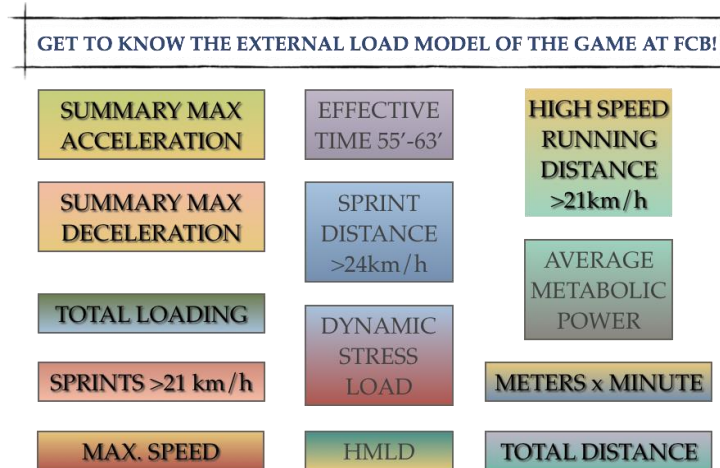 GET TO KNOW THE EXTERNAL LOAD MODEL OF THE GAME AT FCB!
SUMMARY MAX
ACCELERATION
SUMMARY MAX
DECELERATION
TOTAL LOADING
SPRINTS >21 km/h
MAX. SPEED
EFFECTIVE
TIME 55’-63’
SPRINT
DISTANCE
>24km/h
DYNAMIC
STRESS
LOAD
HMLD
HIGH SPEED
RUNNING
DISTANCE
>21km/h
AVERAGE
METABOLIC
POWER
METERS x MINUTE
TOTAL DISTANCE